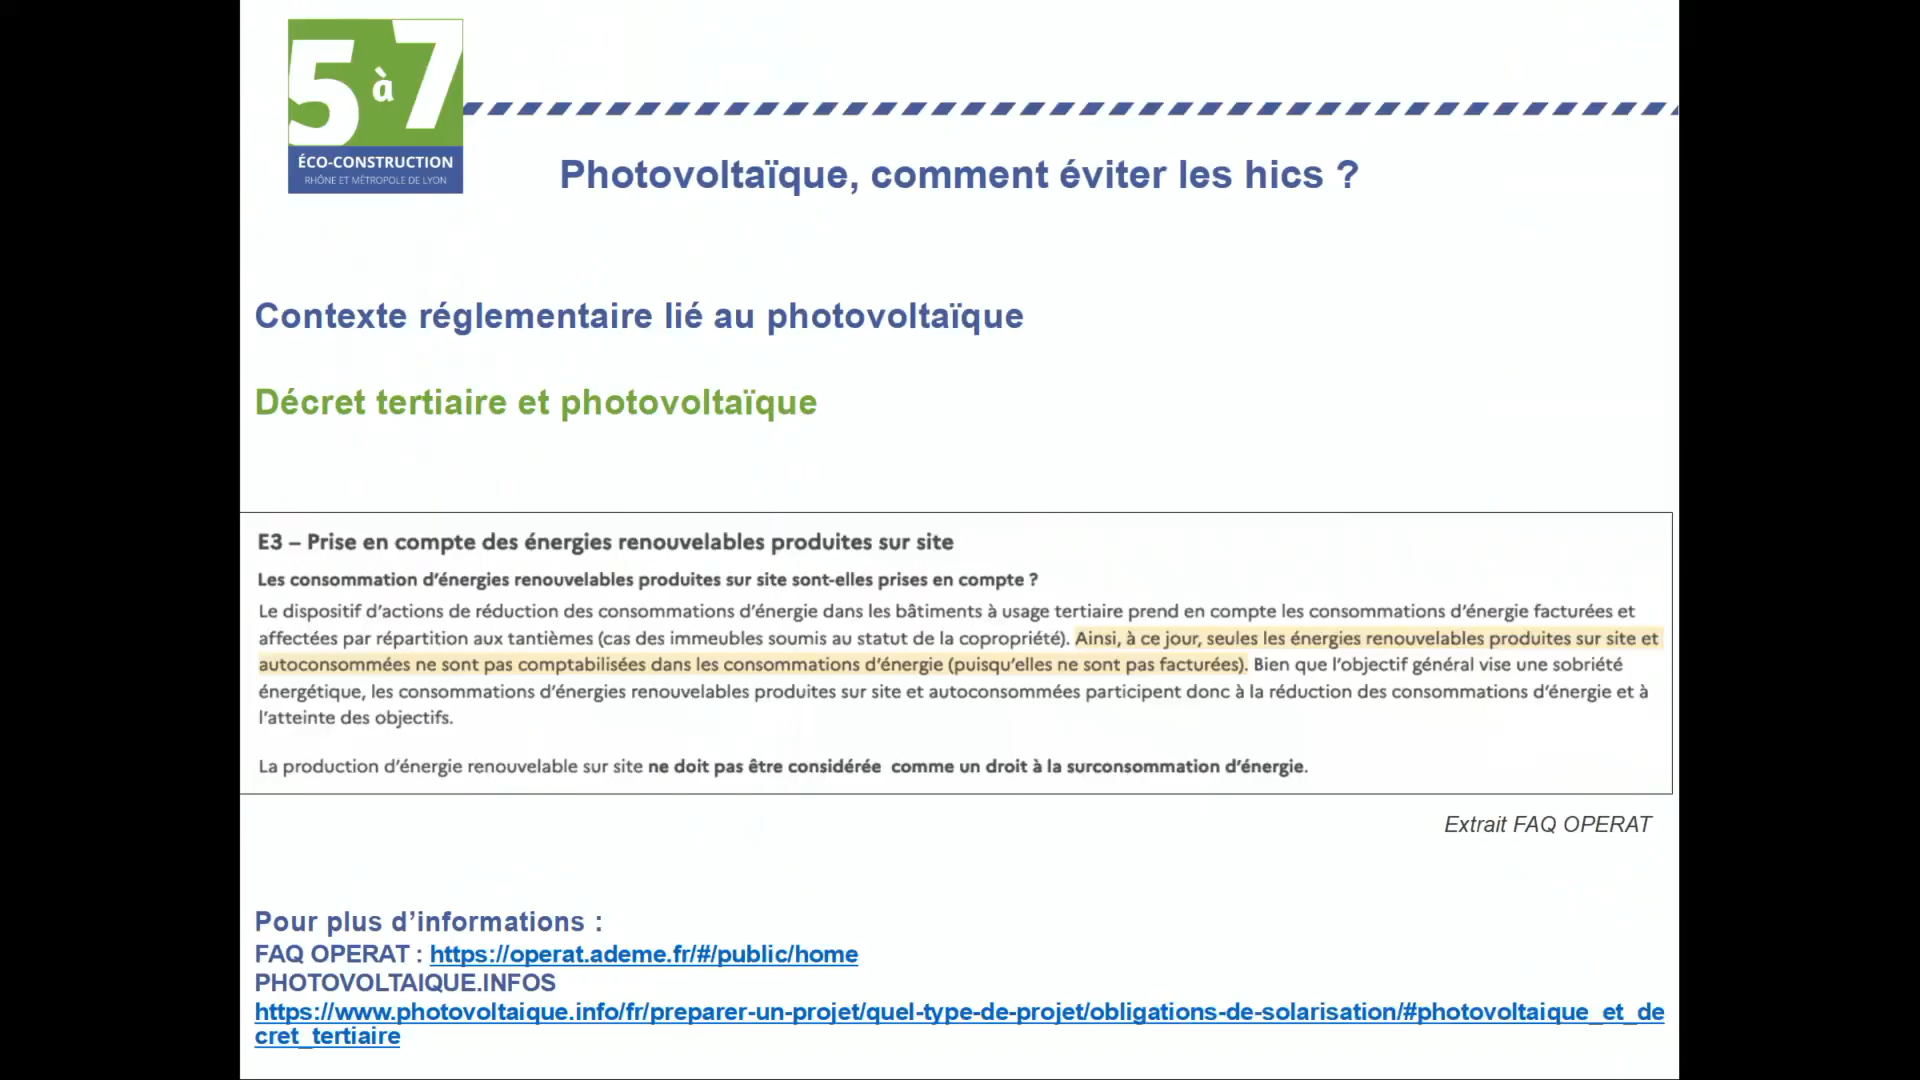 5 à 7
ÉCO-CONSTRUCTION
RHÔNE ET MÉTROPOLE DE LYON
Photovoltaïque, comment éviter les hics ?
Contexte réglementaire lié au photovoltaïque
Décret tertiaire et photovoltaïque
E3 – Prise en compte des énergies renouvelables produites sur site
Les consommation d’énergies renouvelables produites sur site sont-elles prises en compte ?
Le dispositif d’actions de réduction des consommations d’énergie dans les bâtiments à usage tertiaire prend en compte les consommations d’énergie facturées et
affectées par répartition aux tantièmes (cas des immeubles soumis au statut de la copropriété). Ainsi, à ce jour, seules les énergies renouvelables produites sur site et
autoconsommées ne sont pas comptabilisées dans les consommations d’énergie (puisqu’elles ne sont pas facturées). Bien que l’objectif général vise une sobriété
énergétique, les consommations d’énergies renouvelables produites sur site et autoconsommées participent donc à la réduction des consommations d’énergie et à
l’atteinte des objectifs.
La production d’énergie renouvelable sur site ne doit pas être considérée comme un droit à la surconsommation d’énergie.
Extrait FAQ OPERAT
Pour plus d’informations :
FAQ OPERAT : https://operat.ademe.fr/#/public/home
PHOTOVOLTAIQUE.INFOS
https://www.photovoltaique.info/fr/preparer-un-projet/quel-type-de-projet/obligations-de-solarisation/#photovoltaique_et_de
cret_tertiaire